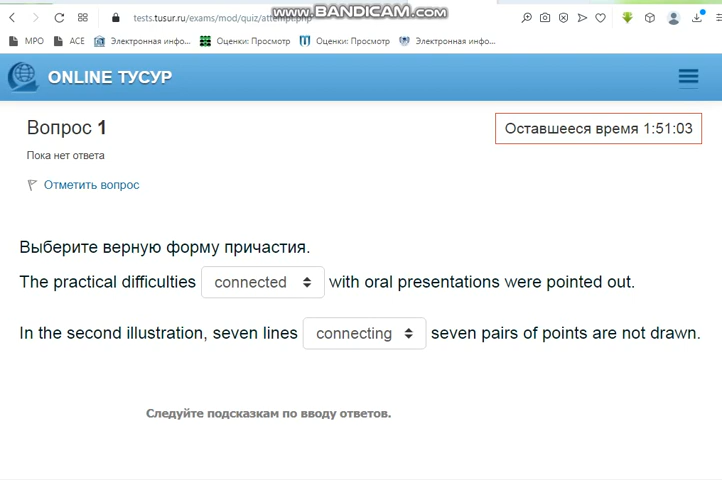 www.BANDICAM.com
tests.tusur.ru/exams/mod/quiz/attempt.php
МРО АСЕ Электронная инфо... Оценки: Просмотр Оценки: Просмотр Электронная инфо...
ONLINE ТУСУР
Вопрос 1
Оставшееся время 1:51:03
Пока нет ответа
Отметить вопрос
Выберите верную форму причастия.
The practical difficulties connected with oral presentations were pointed out.
In the second illustration, seven lines connecting seven pairs of points are not drawn.
Следуйте подсказкам по вводу ответов.